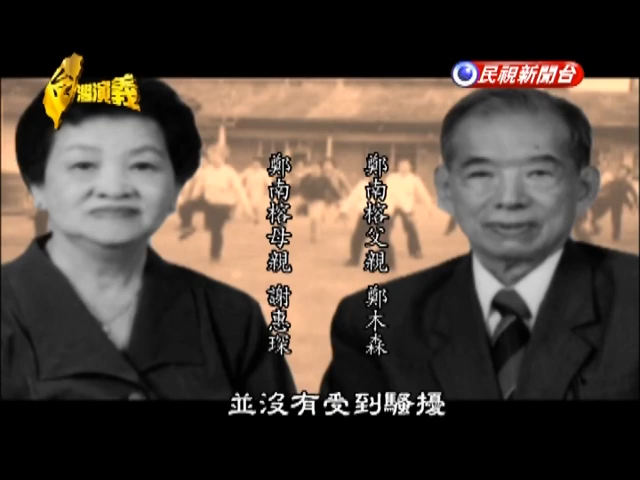 台灣演義
民視新聞台
鄭南榕父親 鄭木森
鄭南榕母親 謝惠琛
並沒有受到騷擾